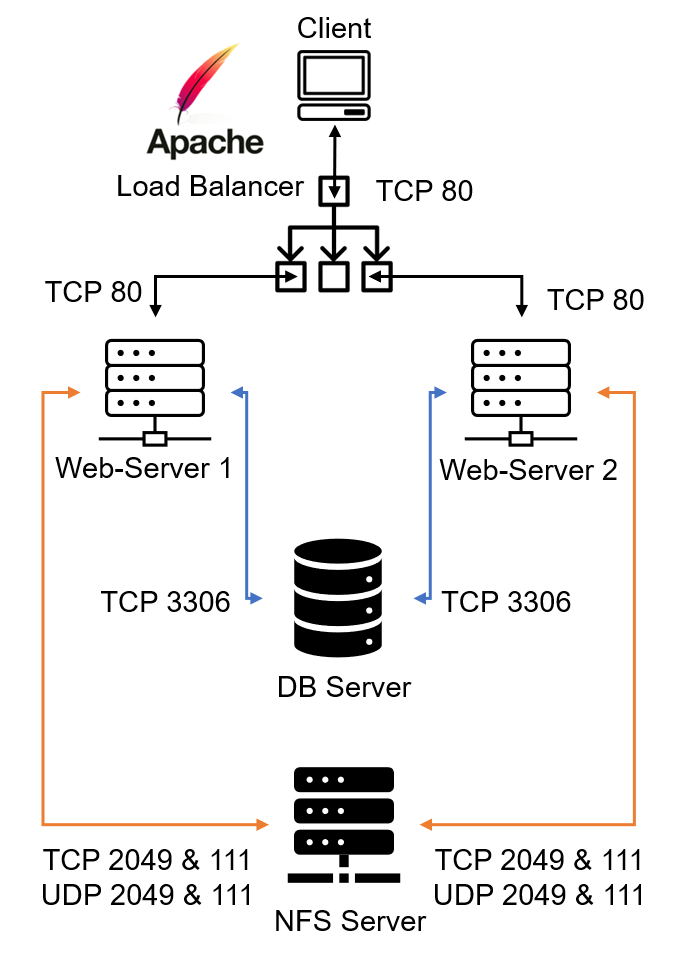 Client
Apache
Load Balancer
TCP 80
TCP 80
TCP 80
Web-Server 1
Web-Server 2
TCP 3306
TCP 3306
DB Server
TCP 2049 & 111
UDP 2049 & 111
TCP 2049 & 111
UDP 2049 & 111
NFS Server